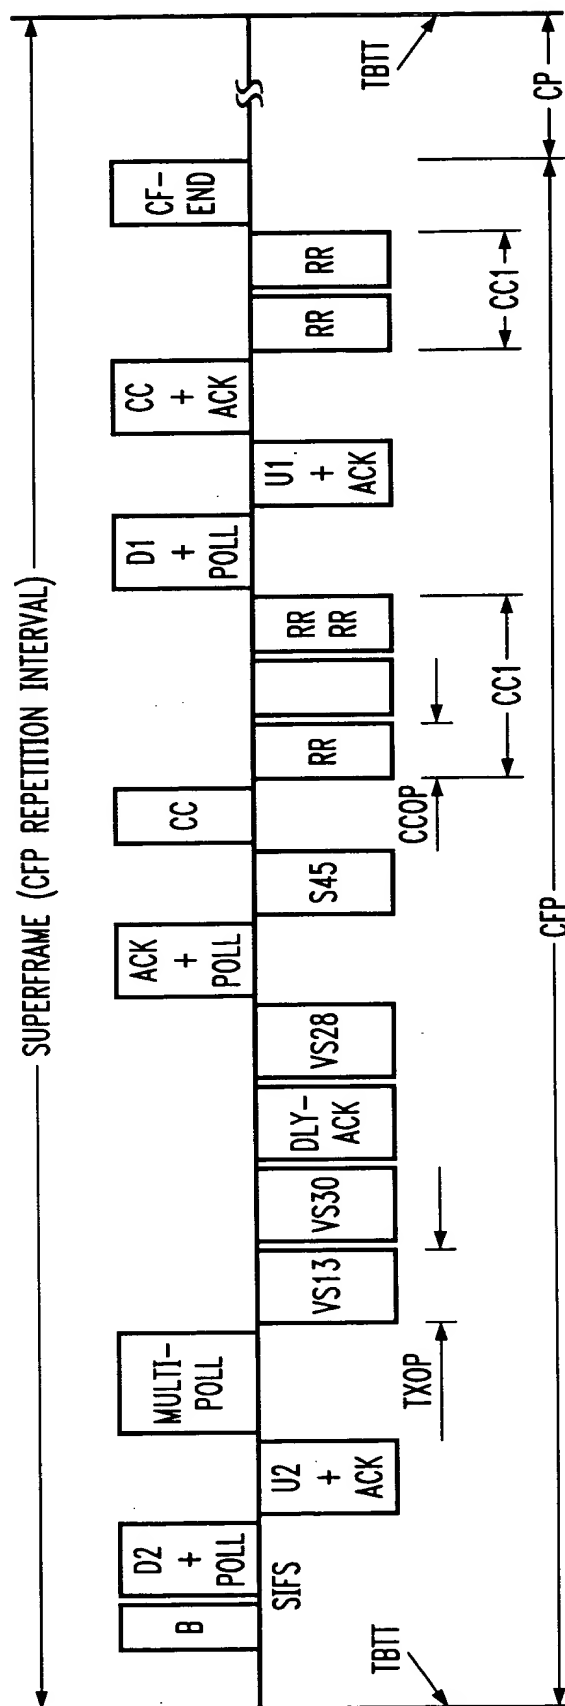 SUPERFRAME (CFP REPETITION INTERVAL)
B
D2
+
POLL
MULTI-
POLL
ACK
+
POLL
CC
D1
+
POLL
CC
+
ACK
CF-
END
SIFS
U2
+
ACK
VS13
VS30
DLY-
ACK
VS28
S45
RR
RR
RR
U1
+
ACK
RR
RR
TBTT
TXOP
CCOP
CC1
CC1
TBTT
CFP
CP